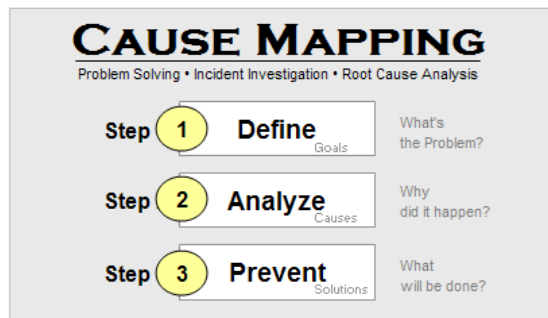 CAUSE MAPPING
Problem Solving • Incident Investigation • Root Cause Analysis
Step 1 Define Goals What's the Problem?
Step 2 Analyze Causes Why did it happen?
Step 3 Prevent Solutions What will be done?